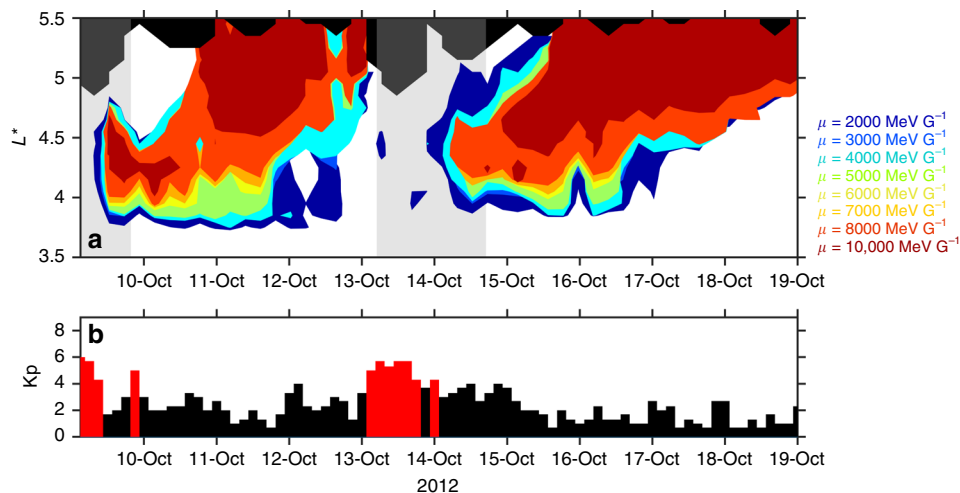 5.5
5
4.5
4
3.5
L*
a
10-Oct 11-Oct 12-Oct 13-Oct 14-Oct 15-Oct 16-Oct 17-Oct 18-Oct 19-Oct
μ = 2000 MeV G⁻¹
μ = 3000 MeV G⁻¹
μ = 4000 MeV G⁻¹
μ = 5000 MeV G⁻¹
μ = 6000 MeV G⁻¹
μ = 7000 MeV G⁻¹
μ = 8000 MeV G⁻¹
μ = 10,000 MeV G⁻¹
b
8
6
4
2
0
Kp
10-Oct 11-Oct 12-Oct 13-Oct 14-Oct 15-Oct 16-Oct 17-Oct 18-Oct 19-Oct
2012